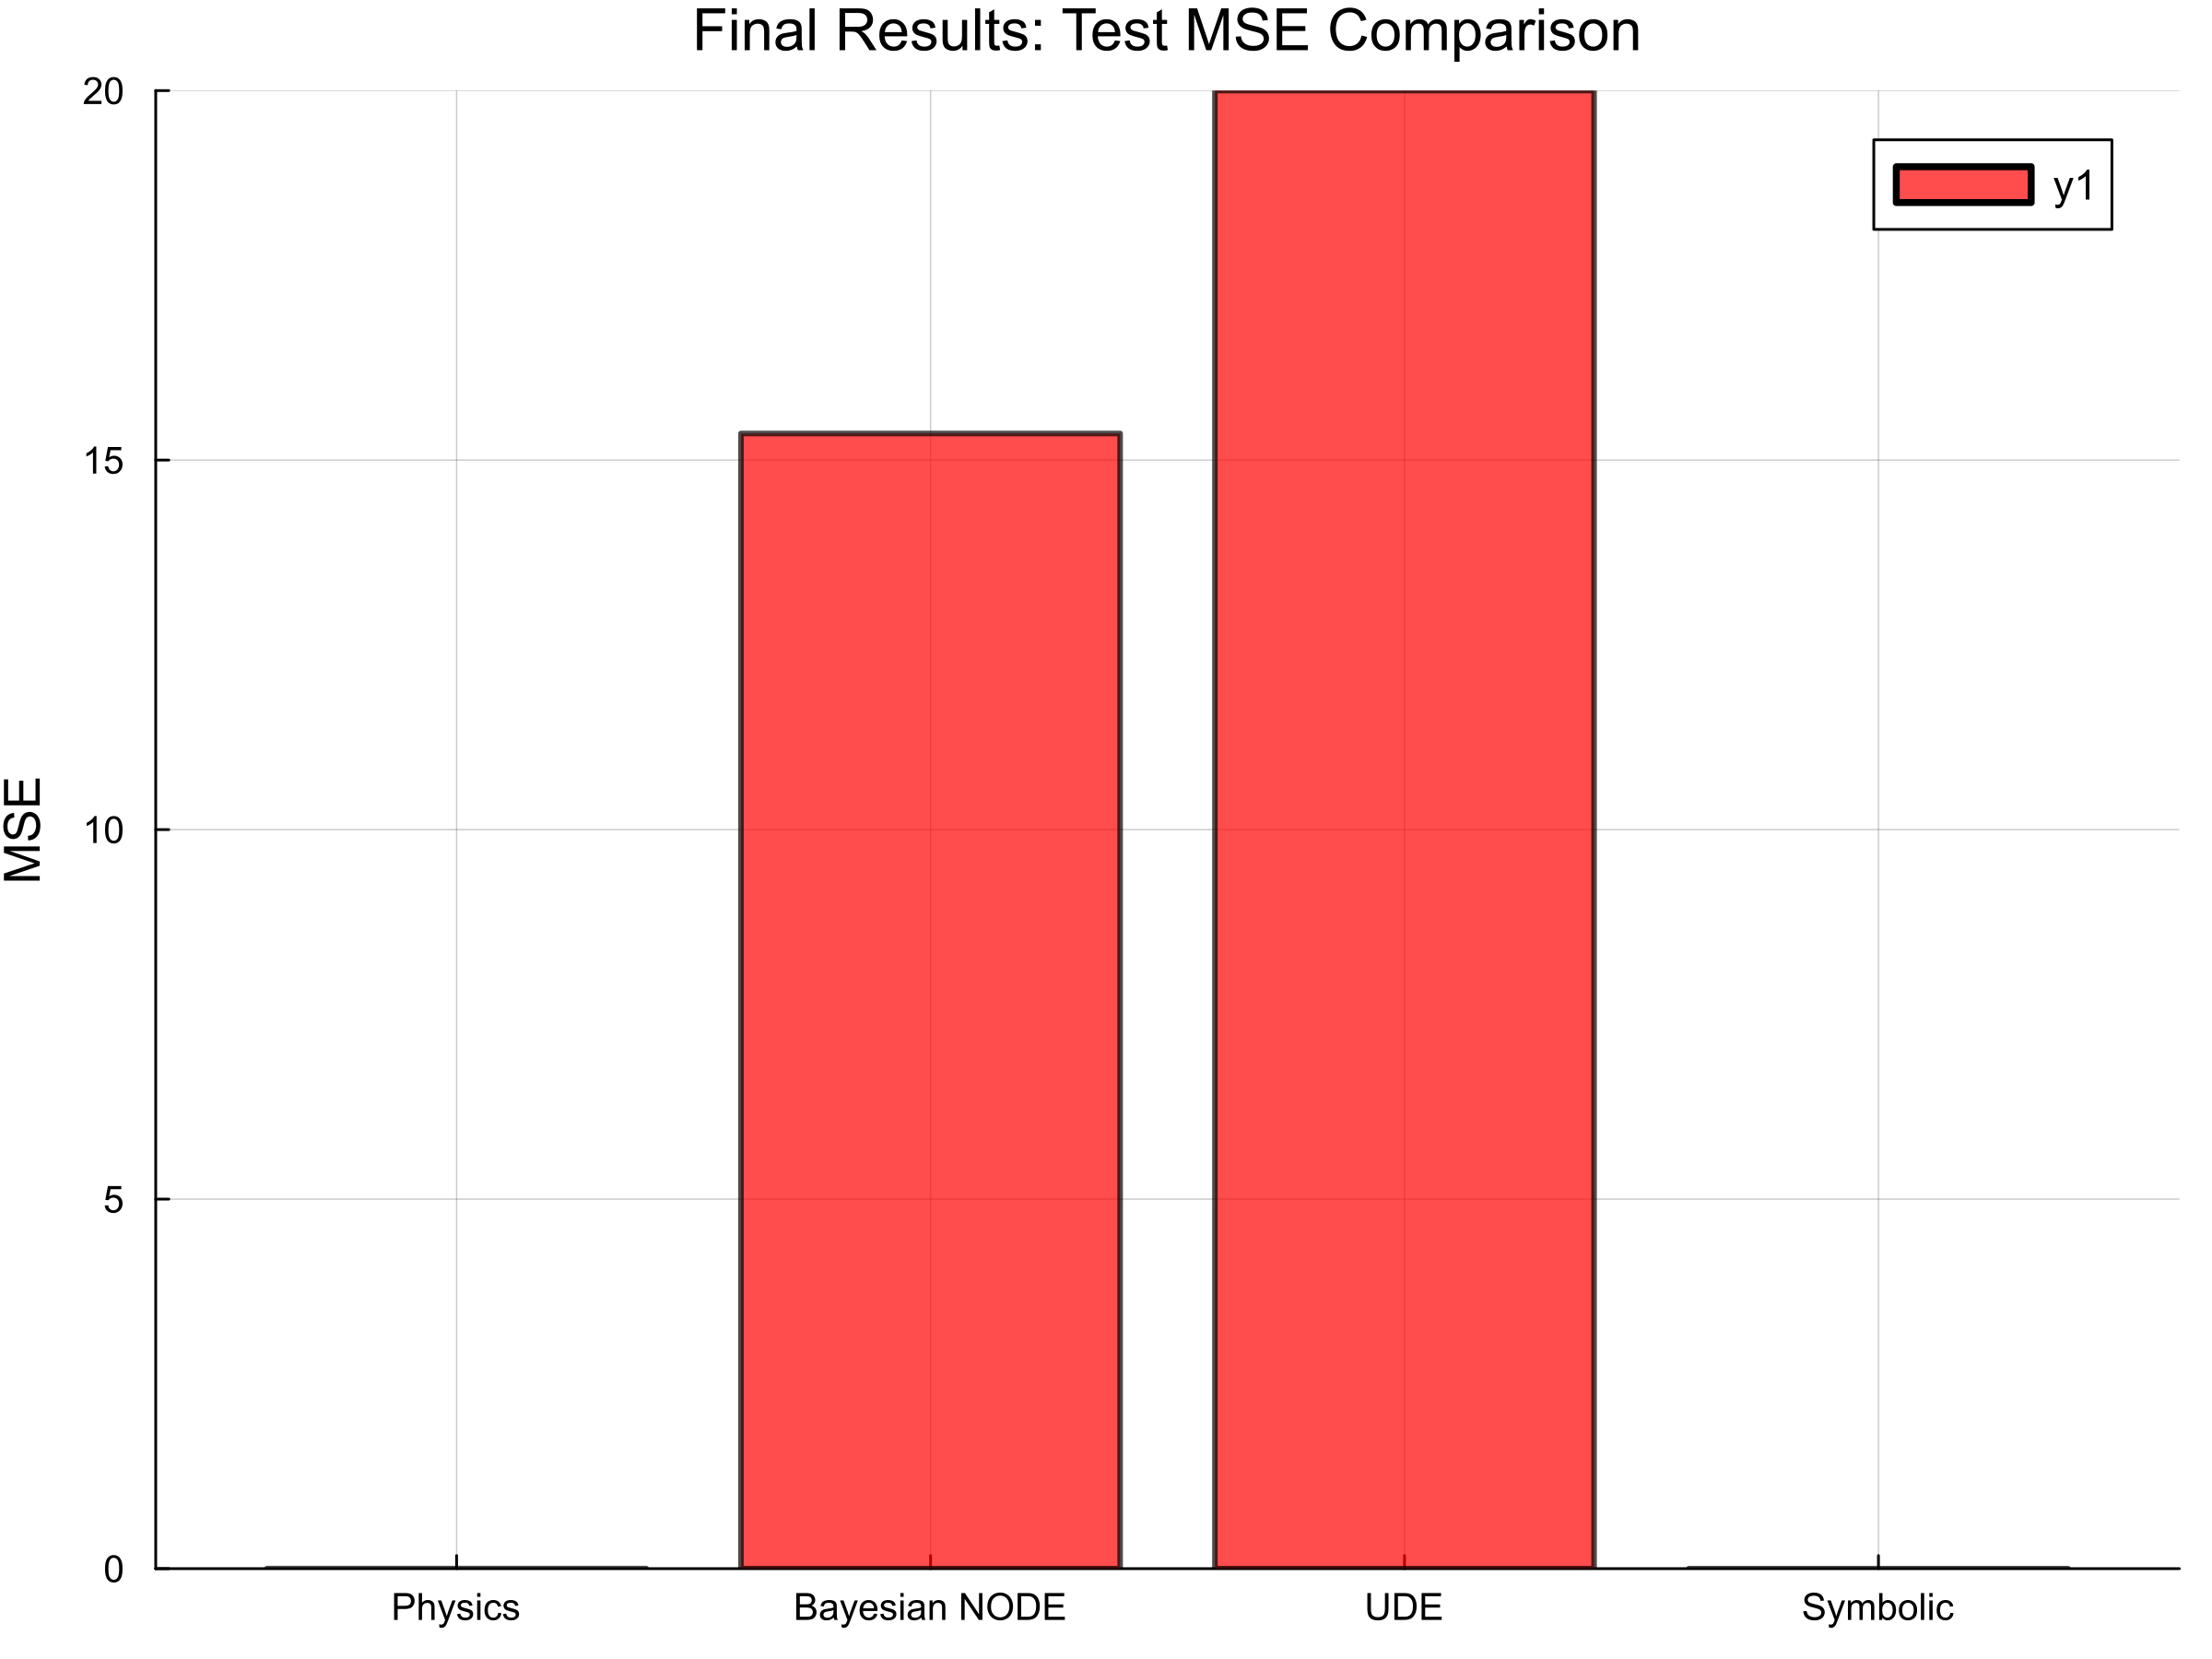 Final Results: Test MSE Comparison
20
15
10
5
0
MSE
y1
Physics
Bayesian NODE
UDE
Symbolic